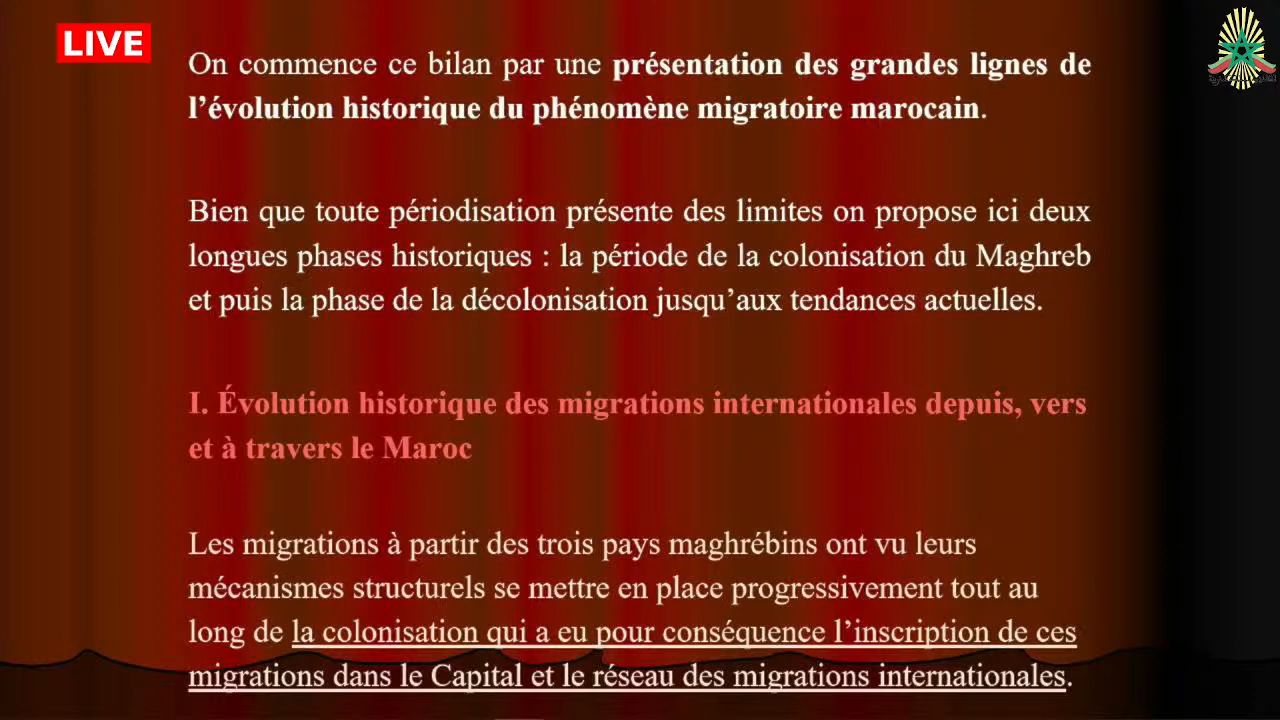 LIVE
On commence ce bilan par une présentation des grandes lignes de
l’évolution historique du phénomène migratoire marocain.
Bien que toute périodisation présente des limites on propose ici deux
longues phases historiques : la période de la colonisation du Maghreb
et puis la phase de la décolonisation jusqu’aux tendances actuelles.
I. Évolution historique des migrations internationales depuis, vers
et à travers le Maroc
Les migrations à partir des trois pays maghrébins ont vu leurs
mécanismes structurels se mettre en place progressivement tout au
long de la colonisation qui a eu pour conséquence l’inscription de ces
migrations dans le Capital et le réseau des migrations internationales.